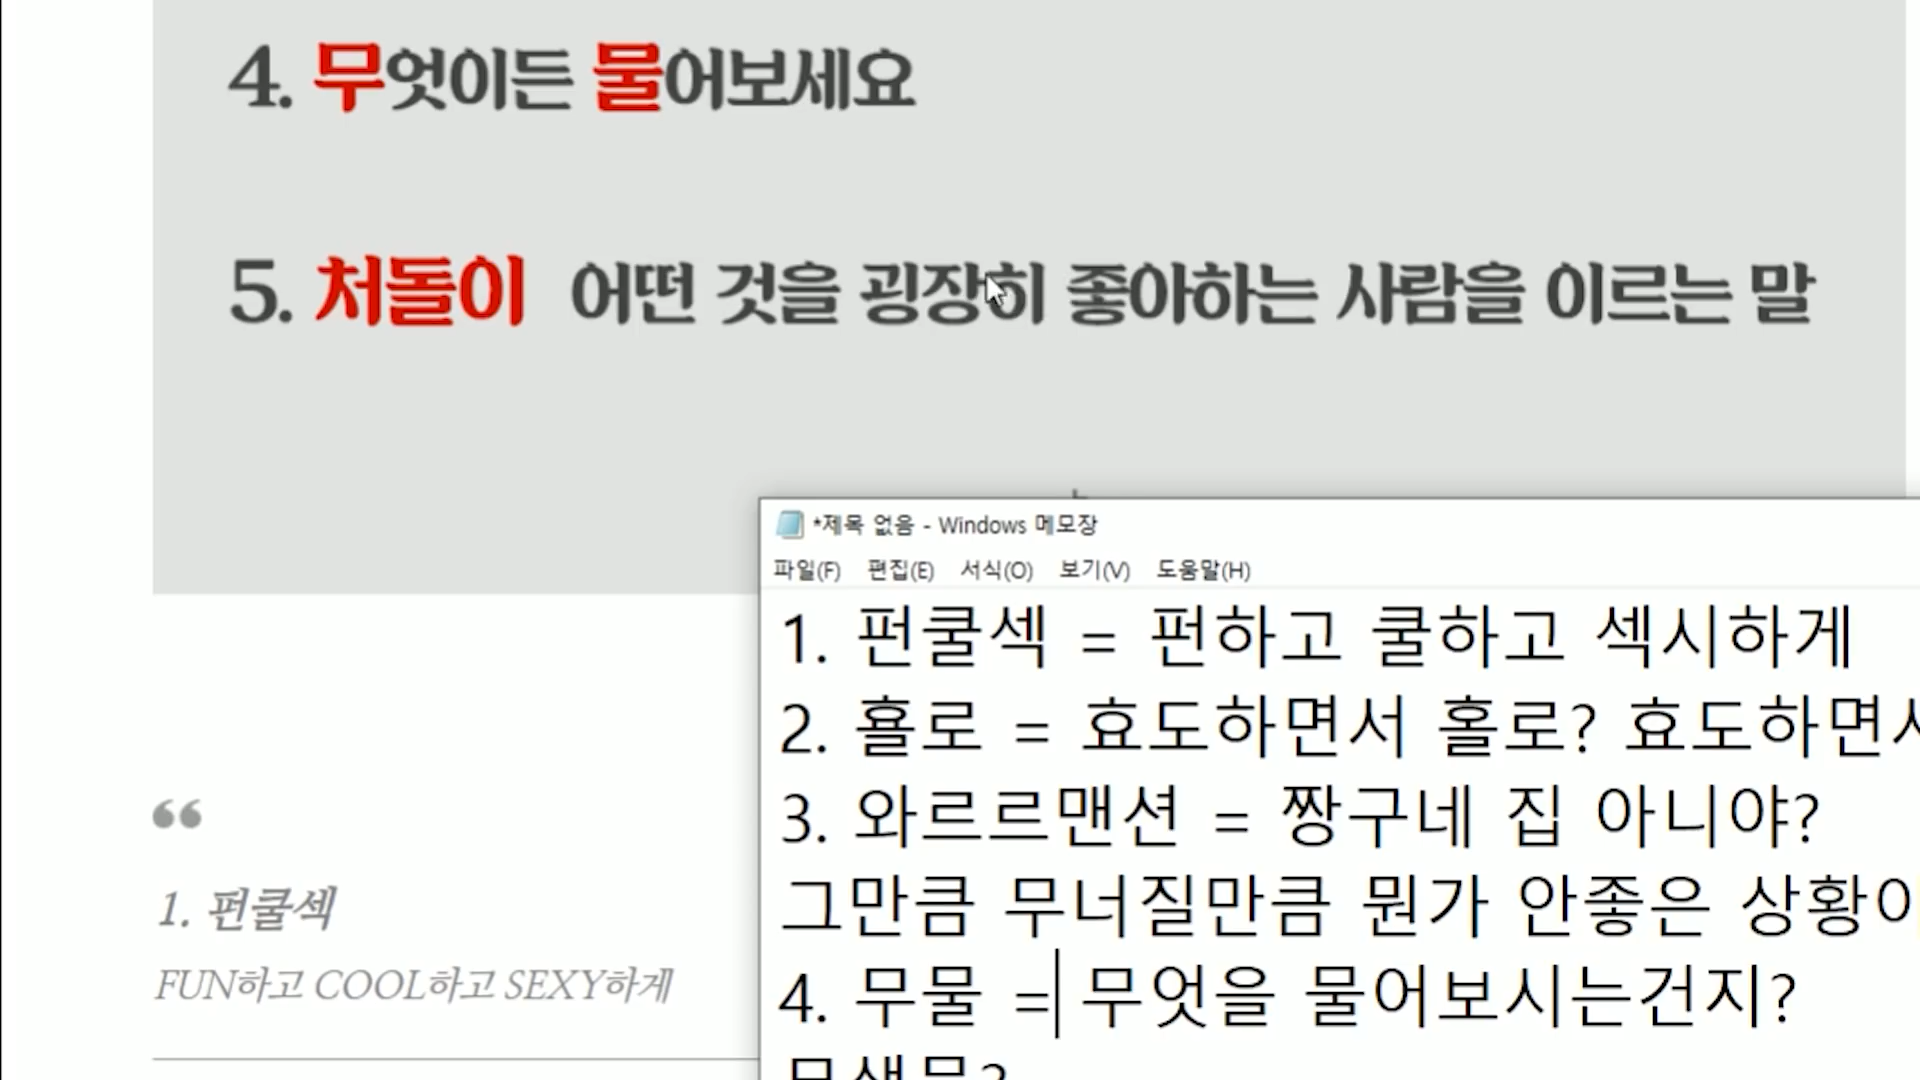 4. 무엇이든 물어보세요
5. 처돌이 어떤 것을 굉장히 좋아하는 사람을 이르는 말
*제목 없음 - Windows 메모장
파일(F) 편집(E) 서식(O) 보기(V) 도움말(H)
1. 펀쿨섹 = 펀하고 쿨하고 섹시하게
2. 횰로 = 효도하면서 홀로? 효도하면서
3. 와르르맨션 = 짱구네 집 아니야?
그만큼 무너질만큼 뭔가 안좋은 상황이
4. 무물 = 무엇을 물어보시는건지?
“
1. 펀쿨섹
FUN하고 COOL하고 SEXY하게